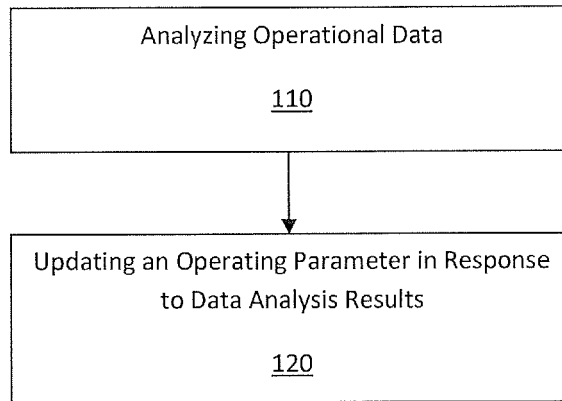 Analyzing Operational Data
110
Updating an Operating Parameter in Response
to Data Analysis Results
120